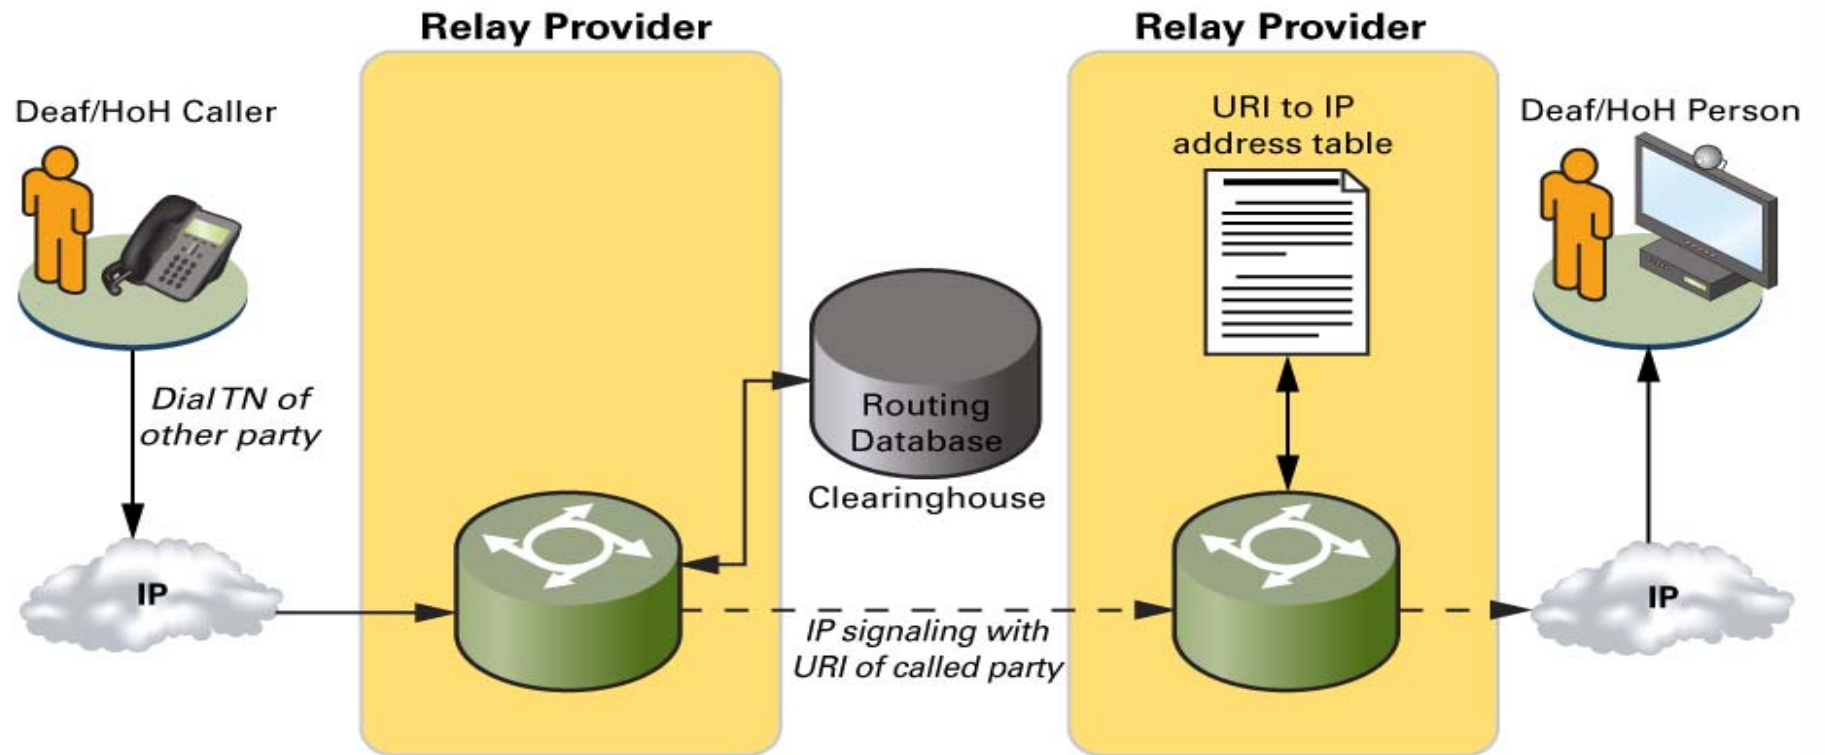 Relay Provider
Relay Provider
Deaf/HoH Caller
URI to IP
address table
Deaf/HoH Person
Dial TN of
other party
Routing
Database
Clearinghouse
IP
IP
IP signaling with
URI of called party